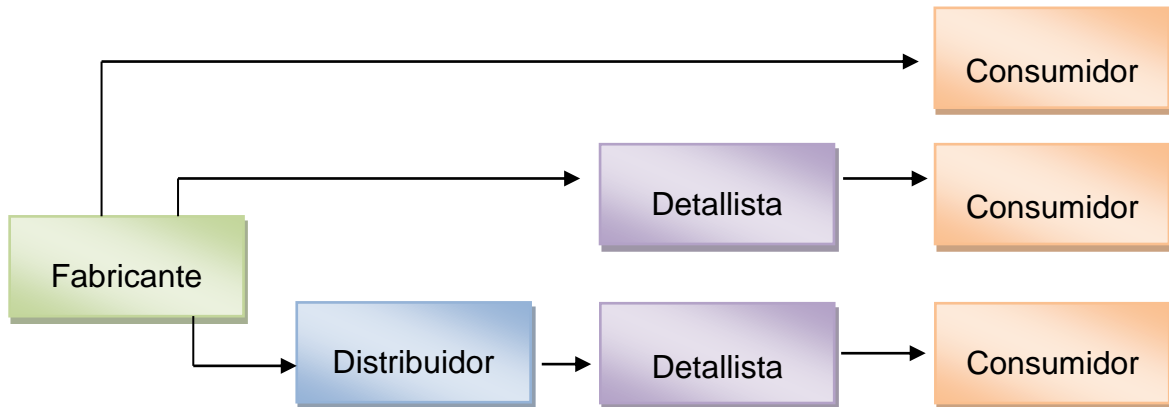 Consumidor
Detallista
Consumidor
Fabricante
Distribuidor
Detallista
Consumidor